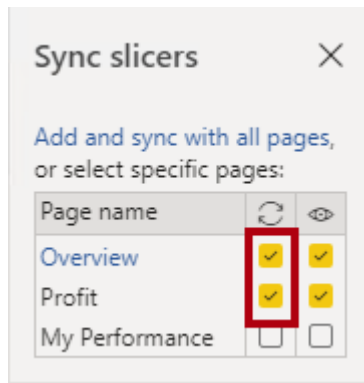 Sync slicers
Add and sync with all pages,
or select specific pages:
Page name
Overview
Profit
My Performance